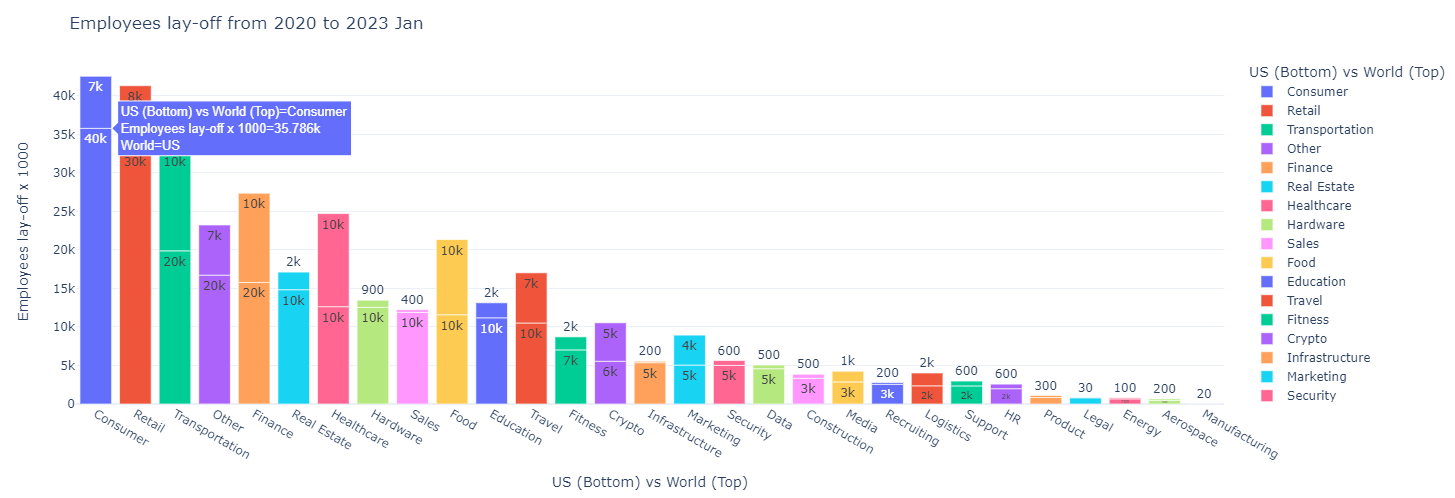 Employees lay-off from 2020 to 2023 Jan
US (Bottom) vs World (Top)
Consumer
Retail
Transportation
Other
Finance
Real Estate
Healthcare
Hardware
Sales
Food
Education
Travel
Fitness
Crypto
Infrastructure
Marketing
Security
Employees lay-off x 1000
40k
35k
30k
25k
20k
15k
10k
5k
0
7k
40k
US (Bottom) vs World (Top)=Consumer
Employees lay-off x 1000=35.786k
World=US
8k
30k
10k
20k
7k
20k
10k
20k
2k
10k
10k
10k
900
10k
400
10k
10k
10k
2k
10k
7k
10k
2k
7k
5k
6k
200
5k
4k
5k
600
5k
500
5k
500
3k
1k
3k
200
3k
2k
2k
600
2k
600
2k
300
30
100
200
20
Consumer
Retail
Transportation
Other
Finance
Real Estate
Healthcare
Hardware
Sales
Food
Education
Travel
Fitness
Crypto
Infrastructure
Marketing
Security
Data
Construction
Media
Recruiting
Logistics
Support
HR
Product
Legal
Energy
Aerospace
Manufacturing
US (Bottom) vs World (Top)